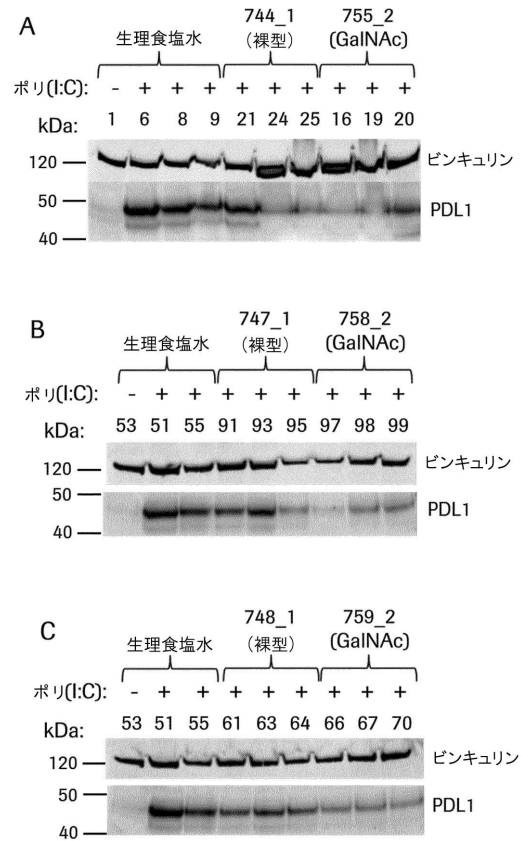 A
生理食塩水
744_1
(裸型)
755_2
(GalNAc)
ポリ(I:C): - + + + + + + + + +
kDa: 1 6 8 9 21 24 25 16 19 20
120 ビンキュリン
50 PDL1
40
B
生理食塩水
747_1
(裸型)
758_2
(GalNAc)
ポリ(I:C): - + + + + + + + +
kDa: 53 51 55 91 93 95 97 98 99
120 ビンキュリン
50 PDL1
40
C
生理食塩水
748_1
(裸型)
759_2
(GalNAc)
ポリ(I:C): - + + + + + + + +
kDa: 53 51 55 61 63 64 66 67 70
120 ビンキュリン
50 PDL1
40